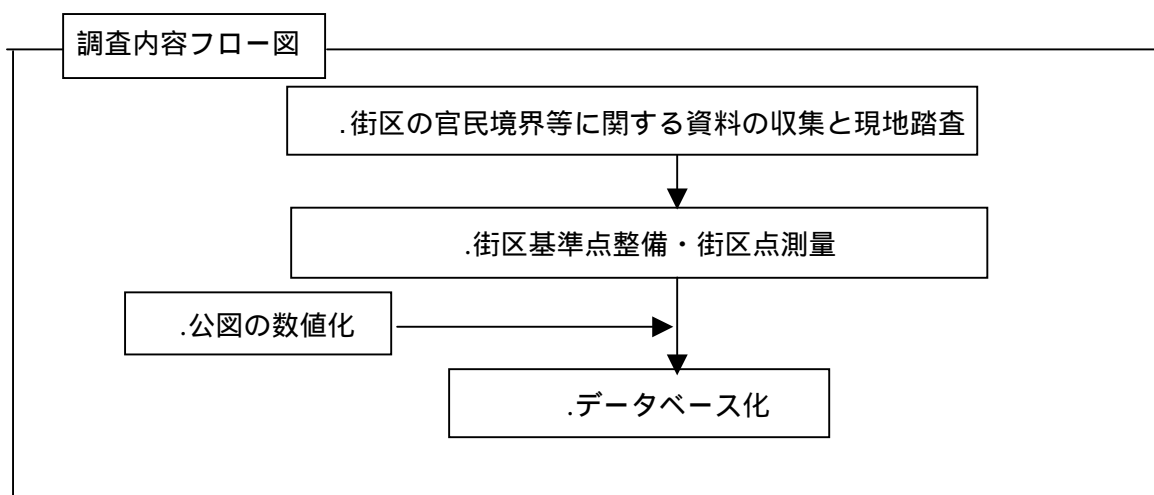 調査内容フロー図
.街区の官民境界等に関する資料の収集と現地踏査
.街区基準点整備・街区点測量
.公図の数値化
.データベース化